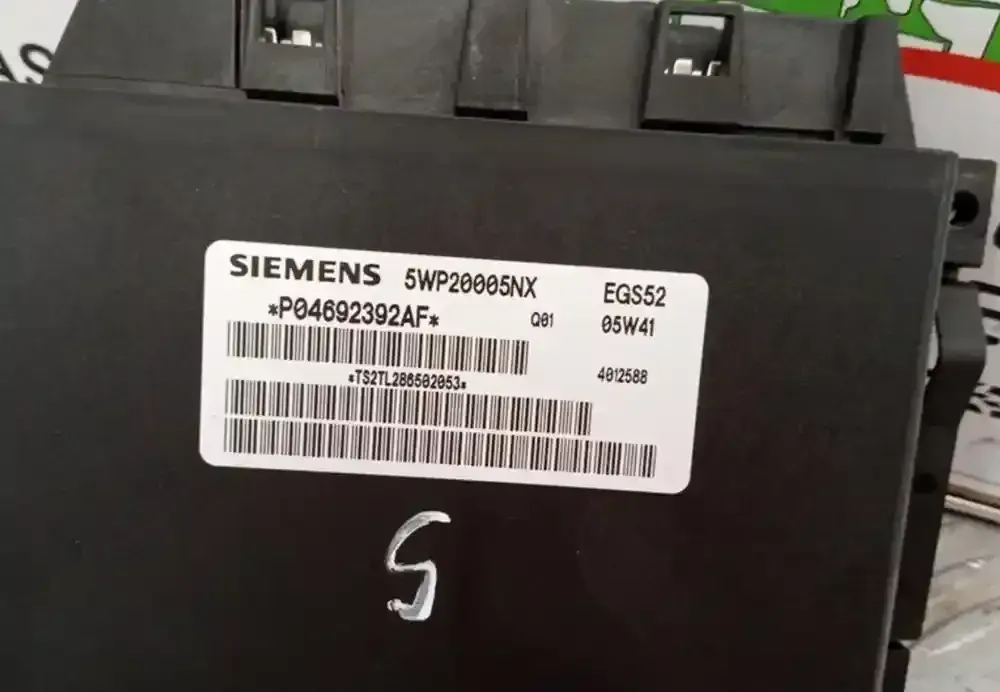 SIEMENS 5WP20005NX EGS52
*P04692392AF* Q01 05W41
4012588
*TS2TL286502053*
S